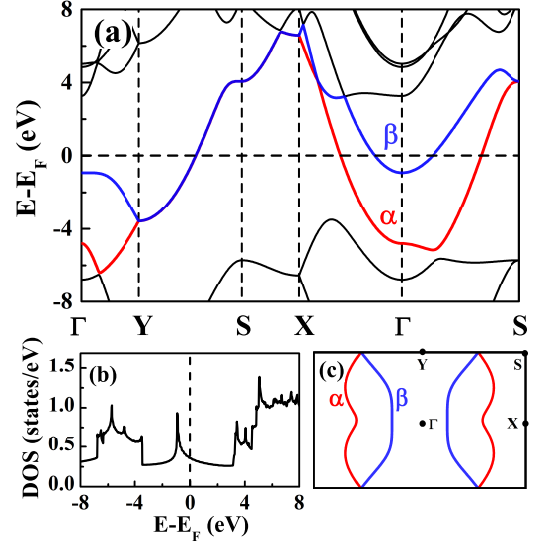 (a)
E-E_F (eV)
8
4
0
-4
-8
β
α
Γ Y S X Γ S
(b)
DOS (states/eV)
1.5
1.0
0.5
0.0
-8 -4 0 4 8
E-E_F (eV)
(c)
Y S
α β
Γ X